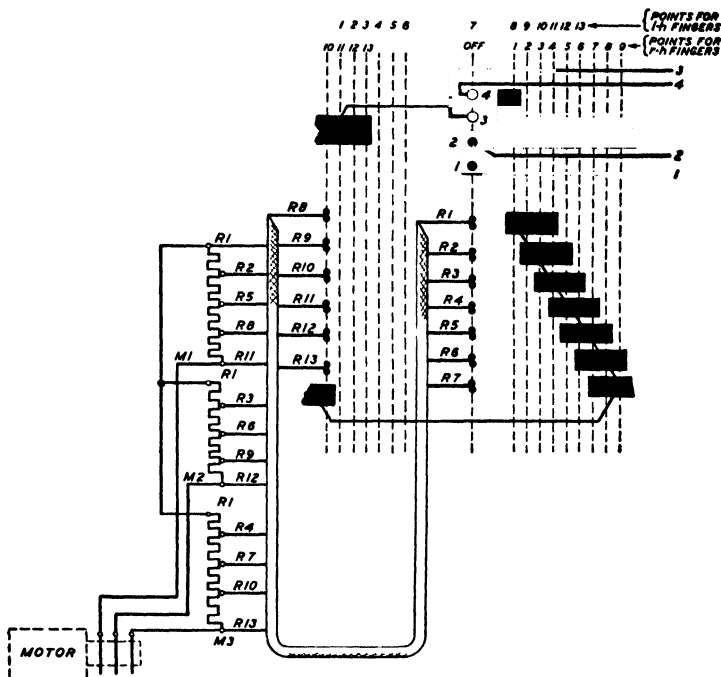 1 2 3 4 5 6 7 8 9 10 11 12 13 POINTS FOR l-h FINGERS
10 11 12 13 OFF 1 2 3 4 5 6 7 8 9 POINTS FOR r-h FINGERS
3
4
4
3
2
2
1
1
R8
R9
R10
R11
R12
R13
R1
R2
R3
R4
R5
R6
R7
R1
R2
R5
R8
M1
R11
R1
R3
R6
R9
M2
R12
R1
R4
R7
R10
R13
M3
MOTOR